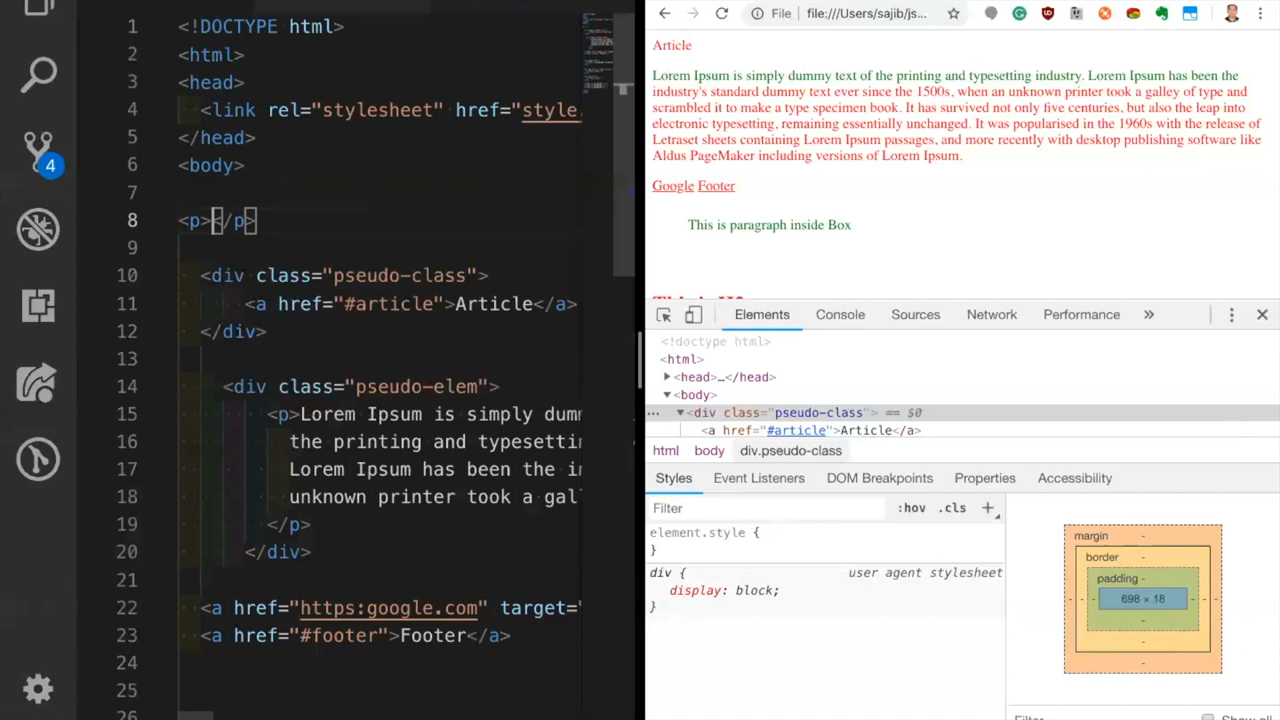 1 <!DOCTYPE html>
2 <html>
3 <head>
4 <link rel="stylesheet" href="style.
5 </head>
6 <body>
7
8 <p></p>
9
10 <div class="pseudo-class">
11 <a href="#article">Article</a>
12 </div>
13
14 <div class="pseudo-elem">
15 <p>Lorem Ipsum is simply dum
16 the printing and typesettin
17 Lorem Ipsum has been the in
18 unknown printer took a gall
19 </p>
20 </div>
21
22 <a href="https:google.com" target="
23 <a href="#footer">Footer</a>
24
25
26
4
File file:///Users/sajib/js...
Article
Lorem Ipsum is simply dummy text of the printing and typesetting industry. Lorem Ipsum has been the
industry's standard dummy text ever since the 1500s, when an unknown printer took a galley of type and
scrambled it to make a type specimen book. It has survived not only five centuries, but also the leap into
electronic typesetting, remaining essentially unchanged. It was popularised in the 1960s with the release of
Letraset sheets containing Lorem Ipsum passages, and more recently with desktop publishing software like
Aldus PageMaker including versions of Lorem Ipsum.
Google Footer
This is paragraph inside Box
Elements Console Sources Network Performance »
<!doctype html>
<html>
<head>…</head>
<body>
… <div class="pseudo-class"> == $0
<a href="#article">Article</a>
html body div.pseudo-class
Styles Event Listeners DOM Breakpoints Properties Accessibility
Filter :hov .cls +
element.style {
}
div { user agent stylesheet
display: block;
}
margin -
border -
padding -
- - - 698 × 18 - - -
-
-
-